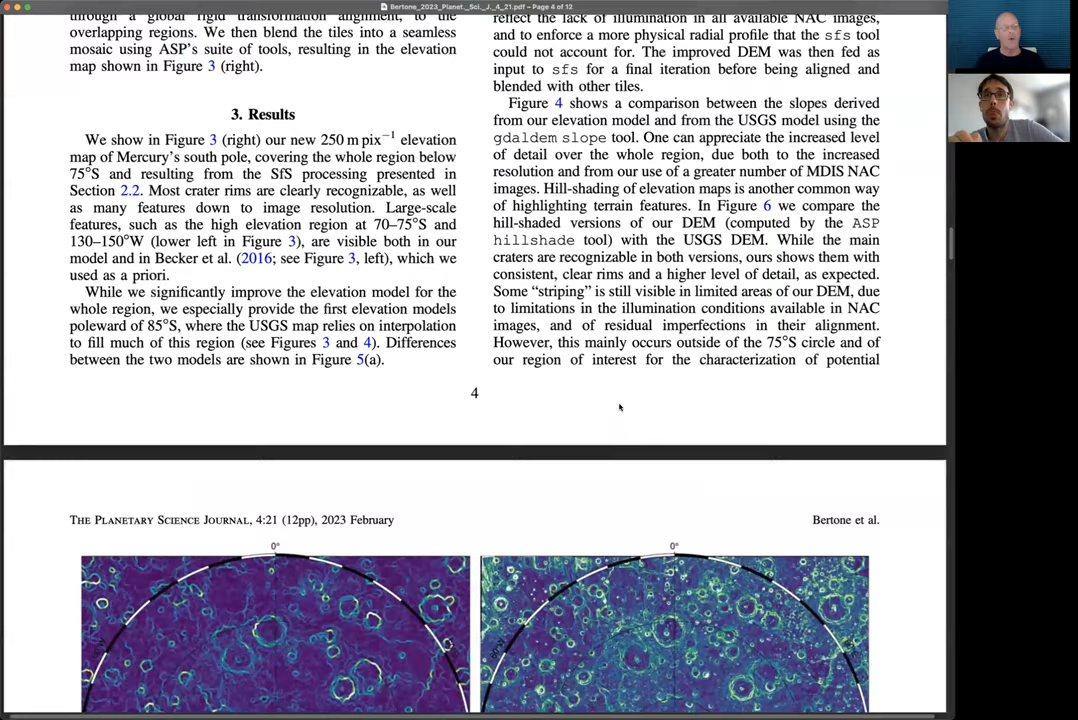 Bertone_2023_Planet._Sci._J._4_21.pdf – Page 4 of 12
through a global rigid transformation alignment, to the
overlapping regions. We then blend the tiles into a seamless
mosaic using ASP's suite of tools, resulting in the elevation
map shown in Figure 3 (right).
3. Results
We show in Figure 3 (right) our new 250 m pix−1 elevation
map of Mercury's south pole, covering the whole region below
75°S and resulting from the SfS processing presented in
Section 2.2. Most crater rims are clearly recognizable, as well
as many features down to image resolution. Large-scale
features, such as the high elevation region at 70–75°S and
130–150°W (lower left in Figure 3), are visible both in our
model and in Becker et al. (2016; see Figure 3, left), which we
used as a priori.
While we significantly improve the elevation model for the
whole region, we especially provide the first elevation models
poleward of 85°S, where the USGS map relies on interpolation
to fill much of this region (see Figures 3 and 4). Differences
between the two models are shown in Figure 5(a).
reflect the lack of illumination in all available NAC images,
and to enforce a more physical radial profile that the sfs tool
could not account for. The improved DEM was then fed as
input to sfs for a final iteration before being aligned and
blended with other tiles.
Figure 4 shows a comparison between the slopes derived
from our elevation model and from the USGS model using the
gdaldem slope tool. One can appreciate the increased level
of detail over the whole region, due both to the increased
resolution and from our use of a greater number of MDIS NAC
images. Hill-shading of elevation maps is another common way
of highlighting terrain features. In Figure 6 we compare the
hill-shaded versions of our DEM (computed by the ASP
hillshade tool) with the USGS DEM. While the main
craters are recognizable in both versions, ours shows them with
consistent, clear rims and a higher level of detail, as expected.
Some “striping” is still visible in limited areas of our DEM, due
to limitations in the illumination conditions available in NAC
images, and of residual imperfections in their alignment.
However, this mainly occurs outside of the 75°S circle and of
our region of interest for the characterization of potential
4
THE PLANETARY SCIENCE JOURNAL, 4:21 (12pp), 2023 February
Bertone et al.
0°
0°